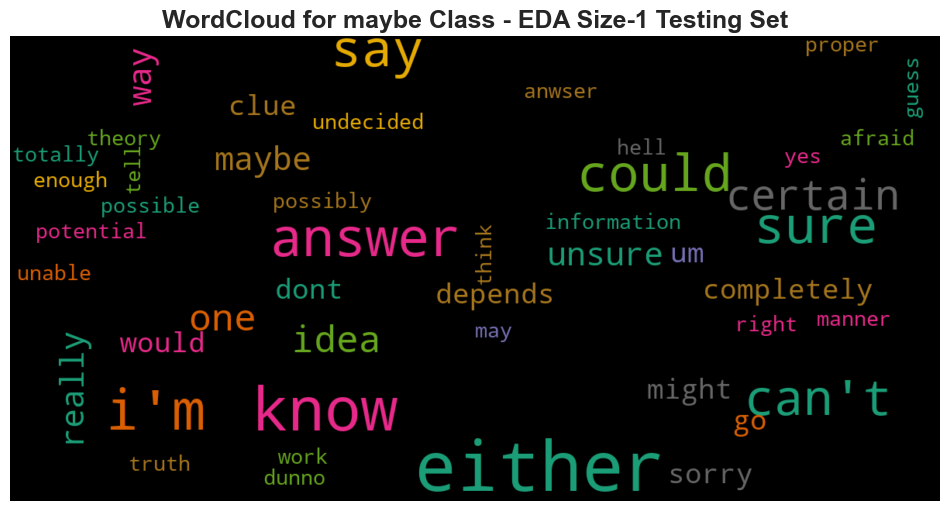 WordCloud for maybe Class - EDA Size-1 Testing Set
say
proper
way
anwser
guess
clue
undecided
theory
afraid
totally
tell
maybe
hell
yes
enough
could
certain
possible
possibly
information
sure
potential
answer
think
unsure
um
unable
dont
depends
completely
one
may
right
manner
would
idea
really
i'm
know
might
can't
go
truth
work
either
sorry
dunno